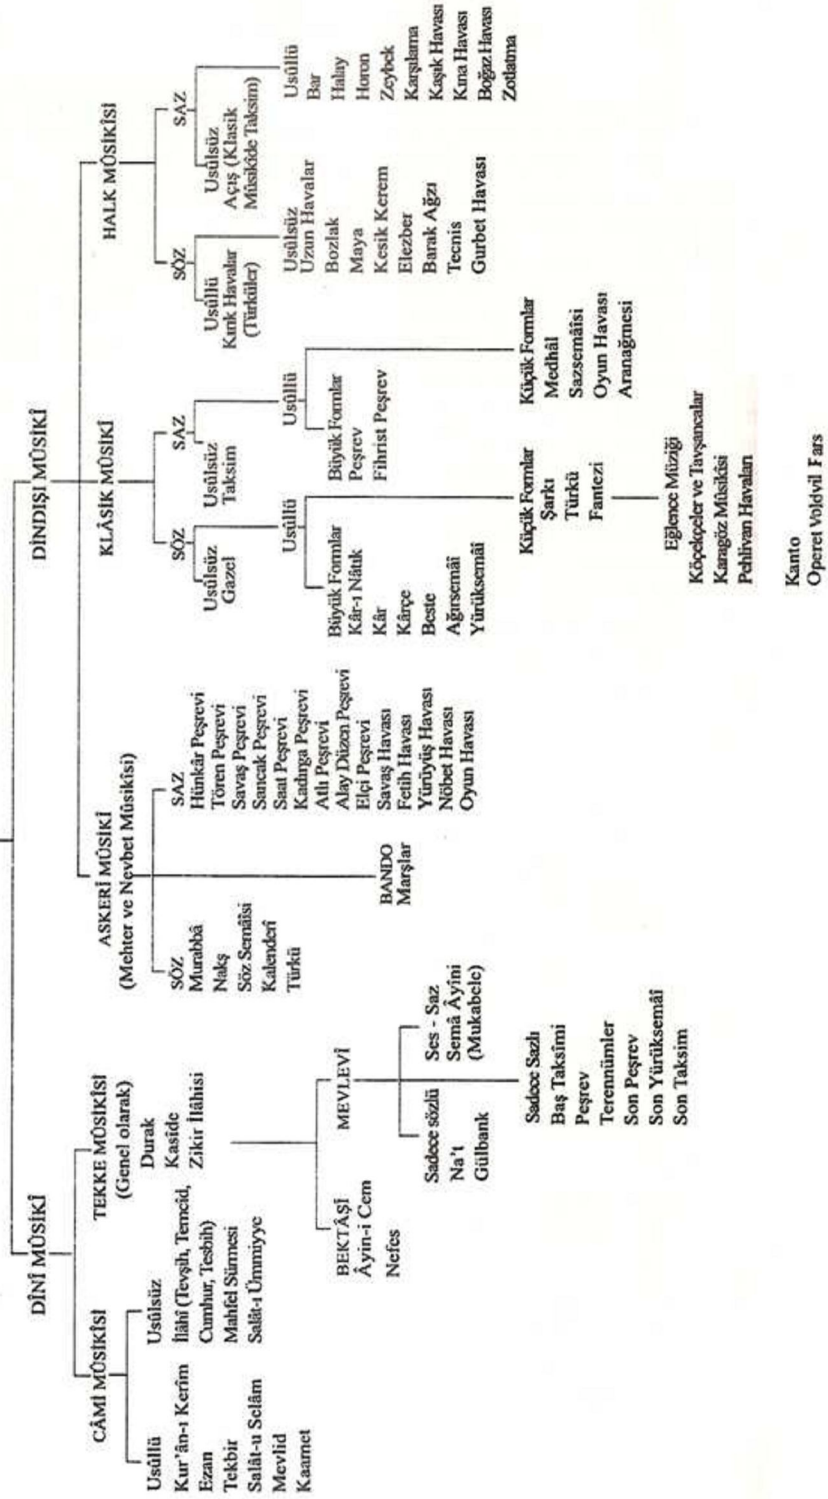 DÎNÎ MÛSİKÎ
CÂMİ MÛSİKÎSİ
Usûllü
Kur'ân-ı Kerîm
Ezan
Tekbir
Salât-u Selâm
Mevlid
Kaamet
Usûlsüz
İlâhî (Tevşih, Temcîd,
Cumhur, Tesbih)
Mahfel Sürmesi
Salât-ı Ümmiyye
TEKKE MÛSİKÎSİ
(Genel olarak)
Durak
Kasîde
Zikir İlâhisi
BEKTÂŞÎ
Âyin-i Cem
Nefes
MEVLEVÎ
Sadece sözlü
Na't
Gülbank
Ses - Saz
Semâ Âyîni
(Mukabele)
Sadece Sazlı
Baş Taksîmi
Peşrev
Terennümler
Son Peşrev
Son Yürüksemâî
Son Taksim
DİNDIŞI MÛSİKÎ
ASKERÎ MÛSİKÎ
(Mehter ve Nevbet Mûsikîsi)
SÖZ
Murabbâ
Nakş
Söz Semâîsi
Kalenderî
Türkü
BANDO
Marşlar
SAZ
Hünkâr Peşrevi
Tören Peşrevi
Savaş Peşrevi
Sancak Peşrevi
Saat Peşrevi
Kadırga Peşrevi
Atlı Peşrevi
Alay Düzen Peşrevi
Elçi Peşrevi
Savaş Havası
Fetih Havası
Yürüyüş Havası
Nöbet Havası
Oyun Havası
KLÂSİK MÛSİKÎ
SÖZ
Usûlsüz
Gazel
Usûllü
Büyük Formlar
Kâr-ı Nâtık
Kâr
Kârçe
Beste
Ağırsemâî
Yürüksemâî
Küçük Formlar
Şarkı
Türkü
Fantezi
Eğlence Müziği
Köçekçeler ve Tavşancalar
Karagöz Mûsikîsi
Pehlivan Havaları
Kanto
Operet Voldvil Fars
SAZ
Usûlsüz
Taksim
Usûllü
Büyük Formlar
Peşrev
Fihrist Peşrev
Küçük Formlar
Medhâl
Sazsemâîsi
Oyun Havası
Aranağmesi
HALK MÛSİKÎSİ
SÖZ
Usûllü
Kırık Havalar
(Türküler)
Usûlsüz
Uzun Havalar
Bozlak
Maya
Kesik Kerem
Elezber
Barak Ağzı
Tecnis
Gurbet Havası
SAZ
Usûlsüz
Açış (Klasik
Mûsikîde Taksim)
Usûllü
Bar
Halay
Horon
Zeybek
Karşılama
Kaşık Havası
Kına Havası
Boğaz Havası
Zotlatma